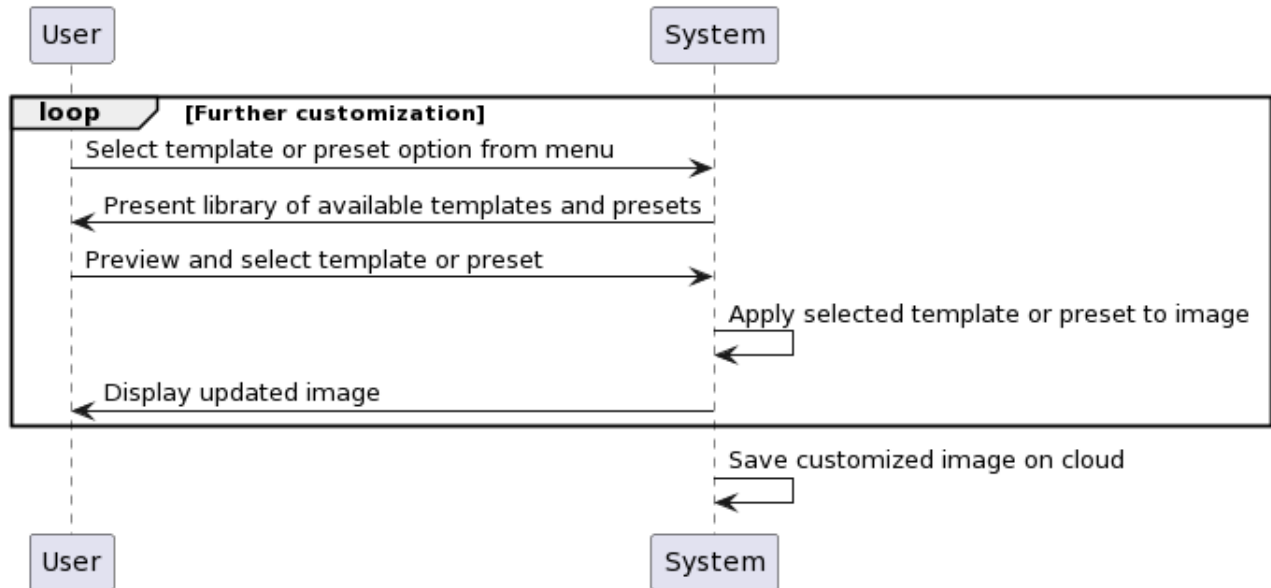 User System
loop [Further customization]
Select template or preset option from menu
Present library of available templates and presets
Preview and select template or preset
Apply selected template or preset to image
Display updated image
Save customized image on cloud
User System